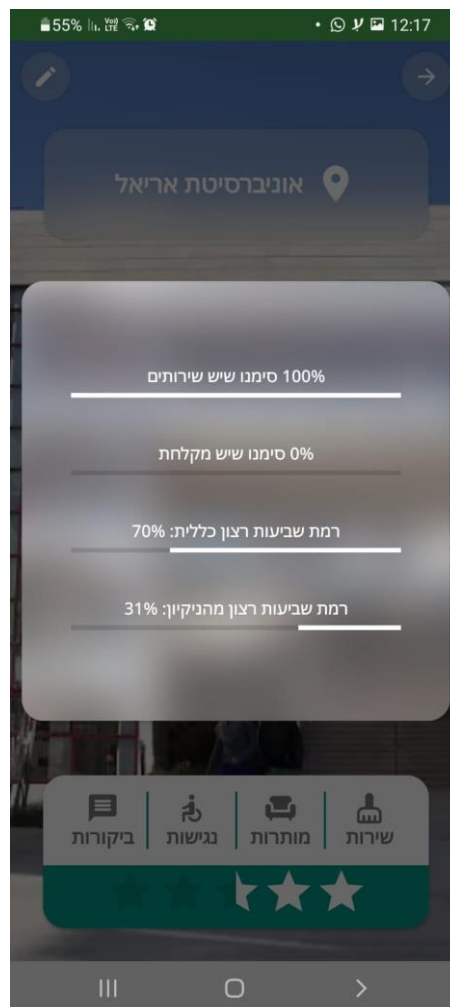 55% 12:17
אוניברסיטת אריאל
100% סימנו שיש שירותים
0% סימנו שיש מקלחת
רמת שביעות רצון כללית: 70%
רמת שביעות רצון מהניקיון: 31%
שירות מותרות נגישות ביקורות